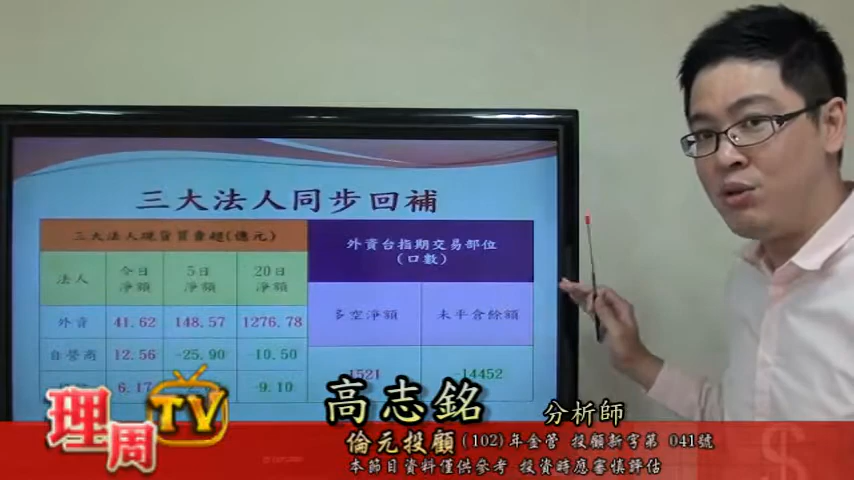 三大法人同步回補
三大法人現貨買賣超(億元)
外資台指期交易部位
(口數)
法人 今日淨額 5日淨額 20日淨額
多空淨額 未平倉餘額
外資 41.62 148.57 1276.78
自營商 12.56 -25.90 -10.50
6.17 -9.10
1521 -14452
理周TV
高志銘 分析師
倫元投顧 (102)年金管 投顧新字第 041號
本節目資料僅供參考 投資時應審慎評估